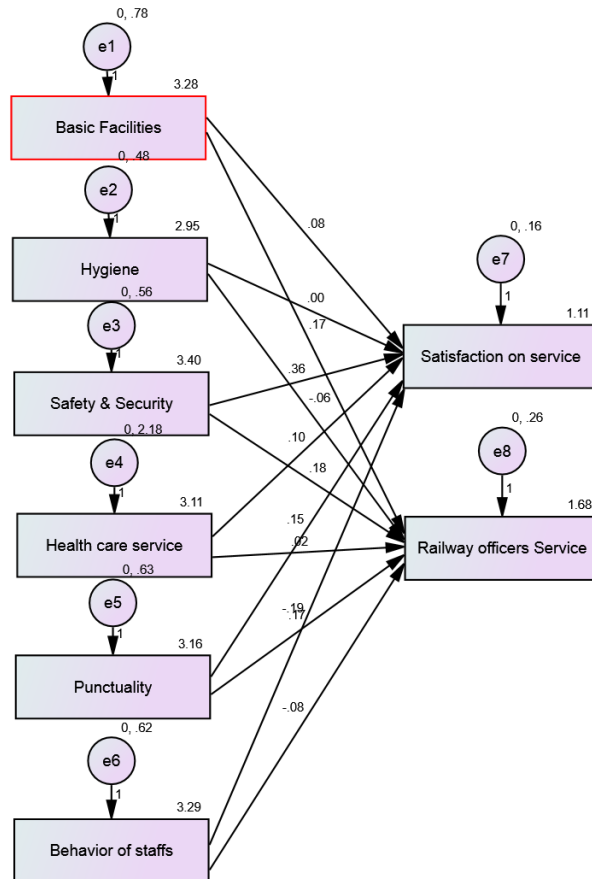 0, .78
e1
1
3.28
Basic Facilities
0, .48
e2
1
2.95
Hygiene
0, .56
e3
1
3.40
Safety & Security
0, 2.18
e4
1
3.11
Health care service
0, .63
e5
1
3.16
Punctuality
0, .62
e6
1
3.29
Behavior of staffs
.08
.00
.17
.36
-.06
.10
.18
.15
.02
-.19
.17
-.08
0, .16
e7
1
1.11
Satisfaction on service
0, .26
e8
1
1.68
Railway officers Service